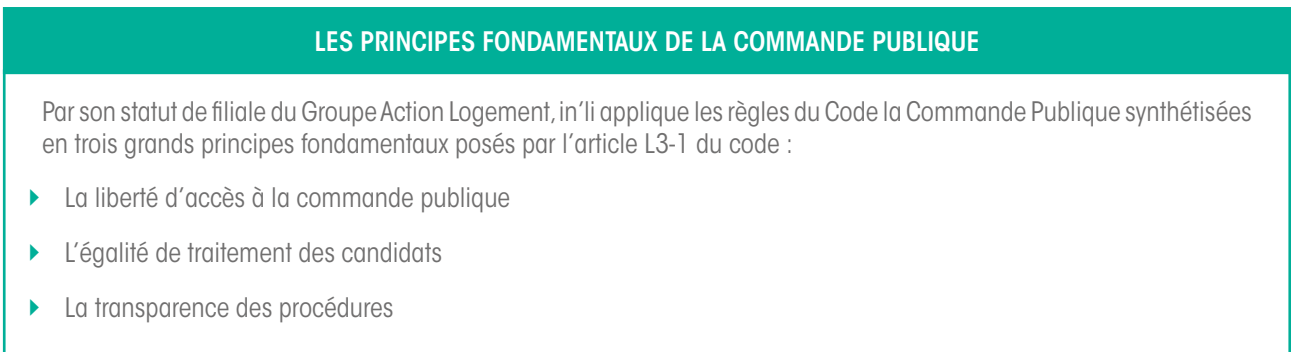 LES PRINCIPES FONDAMENTAUX DE LA COMMANDE PUBLIQUE
Par son statut de filiale du Groupe Action Logement, in’li applique les règles du Code la Commande Publique synthétisées
en trois grands principes fondamentaux posés par l’article L3-1 du code :
La liberté d’accès à la commande publique
L’égalité de traitement des candidats
La transparence des procédures